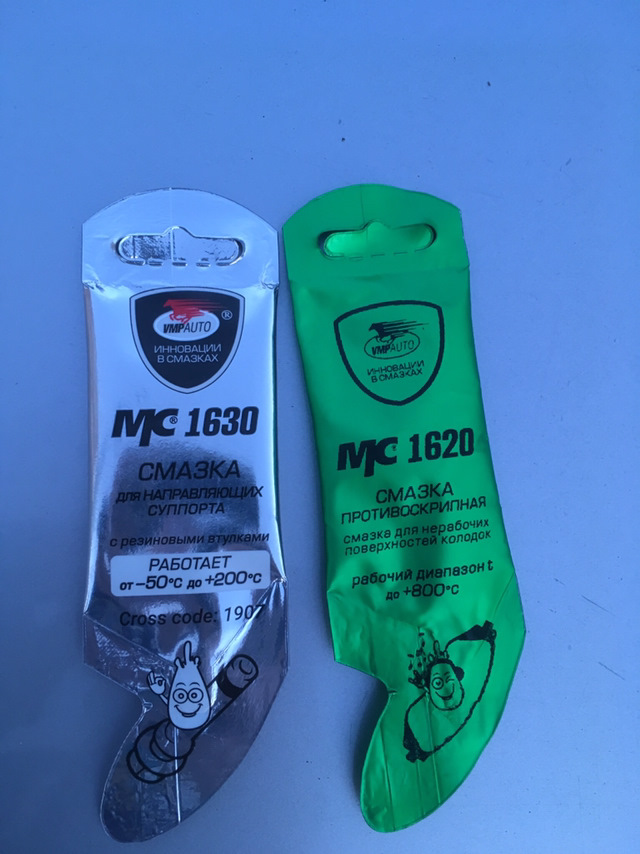 VMPAUTO ®
ИННОВАЦИИ
В СМАЗКАХ
МС® 1630
СМАЗКА
ДЛЯ НАПРАВЛЯЮЩИХ
СУППОРТА
с резиновыми втулками
РАБОТАЕТ
от -50°c до +200°c
Cross code: 1907
VMPAUTO
ИННОВАЦИИ
В СМАЗКАХ
МС 1620
СМАЗКА
ПРОТИВОСКРИПНАЯ
смазка для нерабочих
поверхностей колодок
рабочий диапазон t
до +800°c